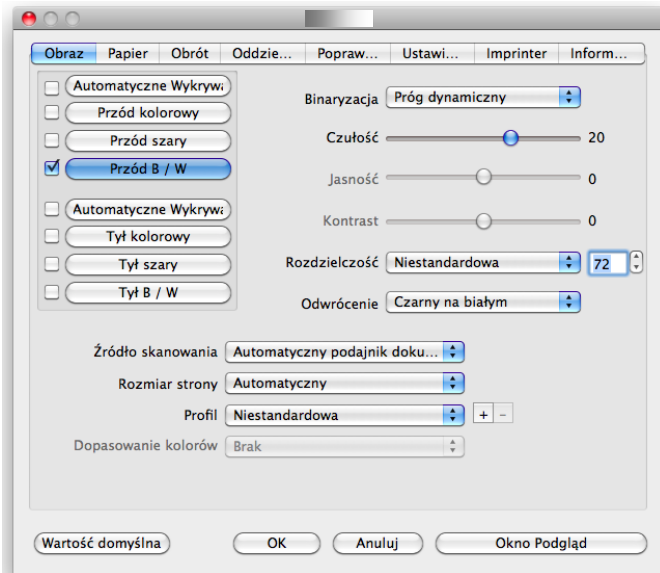 Obraz Papier Obrót Oddzie... Popraw... Ustawi... Imprinter Inform...
Automatyczne Wykrywa
Przód kolorowy
Przód szary
Przód B / W
Automatyczne Wykrywa
Tył kolorowy
Tył szary
Tył B / W
Binaryzacja Próg dynamiczny
Czułość 20
Jasność 0
Kontrast 0
Rozdzielczość Niestandardowa 72
Odwrócenie Czarny na białym
Źródło skanowania Automatyczny podajnik doku...
Rozmiar strony Automatyczny
Profil Niestandardowa + -
Dopasowanie kolorów Brak
Wartość domyślna OK Anuluj Okno Podgląd